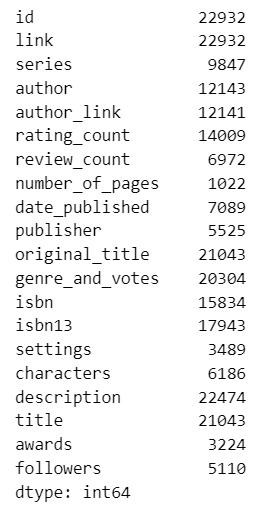 id 22932
link 22932
series 9847
author 12143
author_link 12141
rating_count 14009
review_count 6972
number_of_pages 1022
date_published 7089
publisher 5525
original_title 21043
genre_and_votes 20304
isbn 15834
isbn13 17943
settings 3489
characters 6186
description 22474
title 21043
awards 3224
followers 5110
dtype: int64